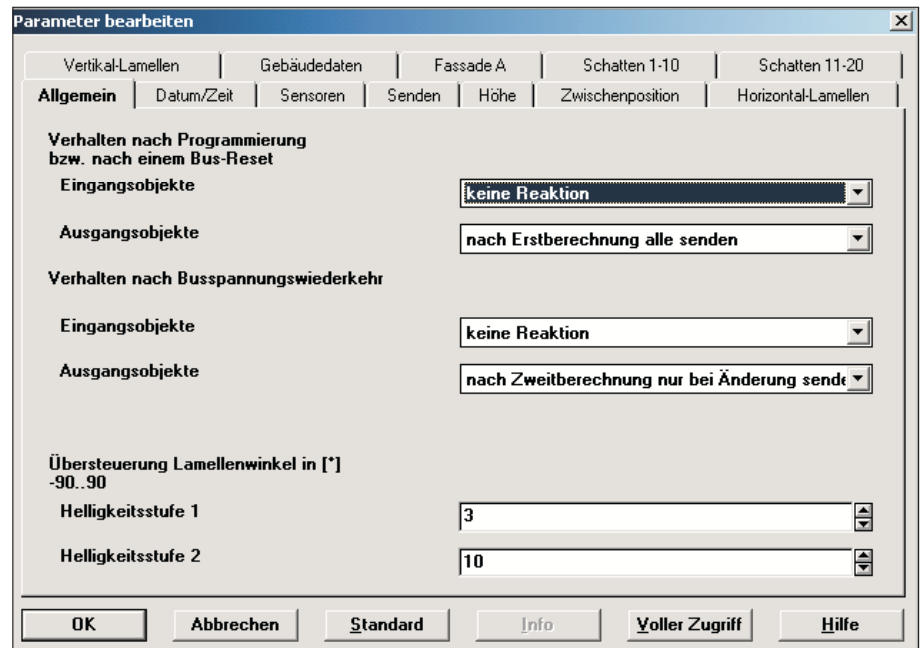 Parameter bearbeiten
Vertikal-Lamellen Gebäudedaten Fassade A Schatten 1-10 Schatten 11-20
Allgemein Datum/Zeit Sensoren Senden Höhe Zwischenposition Horizontal-Lamellen
Verhalten nach Programmierung
bzw. nach einem Bus-Reset
Eingangsobjekte keine Reaktion
Ausgangsobjekte nach Erstberechnung alle senden
Verhalten nach Busspannungswiederkehr
Eingangsobjekte keine Reaktion
Ausgangsobjekte nach Zweitberechnung nur bei Änderung sende
Übersteuerung Lamellenwinkel in [°]
-90..90
Helligkeitsstufe 1 3
Helligkeitsstufe 2 10
OK Abbrechen Standard Info Voller Zugriff Hilfe